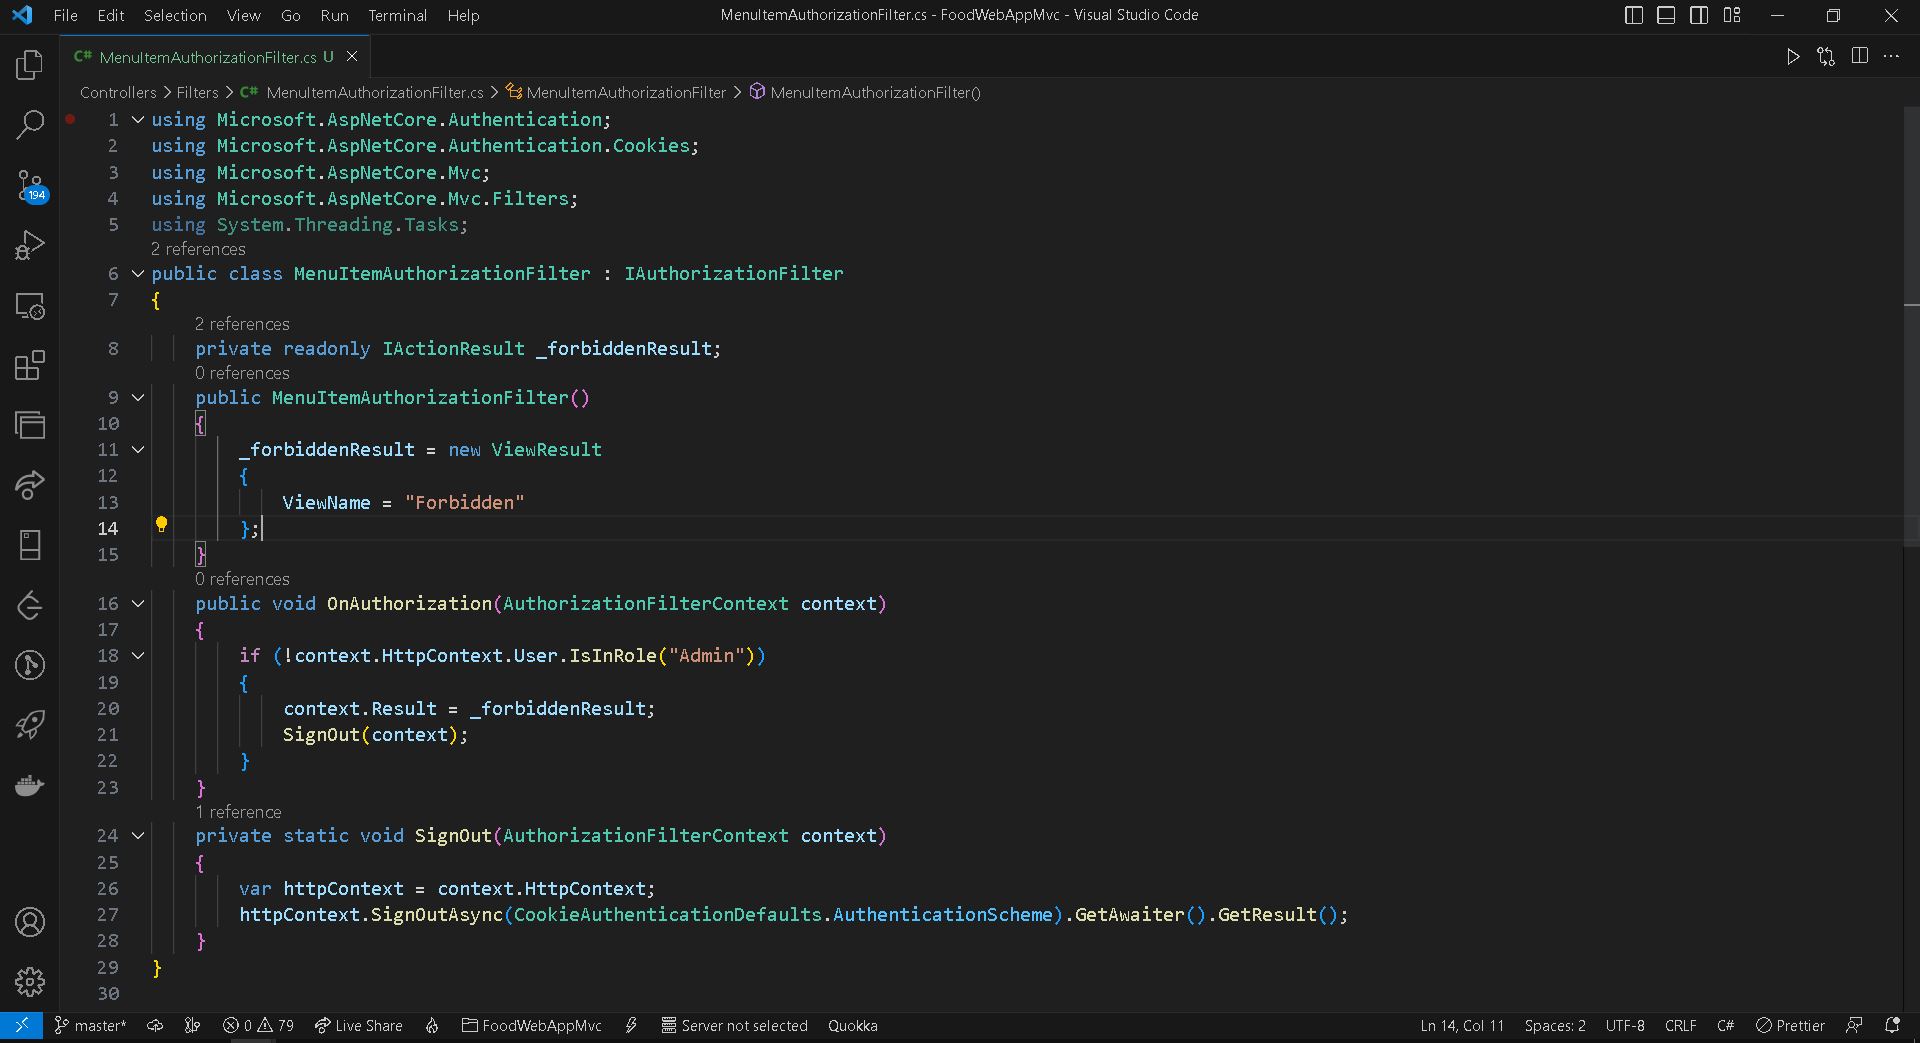 File Edit Selection View Go Run Terminal Help
MenuItemAuthorizationFilter.cs - FoodWebAppMvc - Visual Studio Code
C# MenuItemAuthorizationFilter.cs U
Controllers > Filters > C# MenuItemAuthorizationFilter.cs > MenuItemAuthorizationFilter > MenuItemAuthorizationFilter()
1 using Microsoft.AspNetCore.Authentication;
2 using Microsoft.AspNetCore.Authentication.Cookies;
3 using Microsoft.AspNetCore.Mvc;
4 using Microsoft.AspNetCore.Mvc.Filters;
5 using System.Threading.Tasks;
2 references
6 public class MenuItemAuthorizationFilter : IAuthorizationFilter
7 {
2 references
8 private readonly IActionResult _forbiddenResult;
0 references
9 public MenuItemAuthorizationFilter()
10 {
11 _forbiddenResult = new ViewResult
12 {
13 ViewName = "Forbidden"
14 };
15 }
0 references
16 public void OnAuthorization(AuthorizationFilterContext context)
17 {
18 if (!context.HttpContext.User.IsInRole("Admin"))
19 {
20 context.Result = _forbiddenResult;
21 SignOut(context);
22 }
23 }
1 reference
24 private static void SignOut(AuthorizationFilterContext context)
25 {
26 var httpContext = context.HttpContext;
27 httpContext.SignOutAsync(CookieAuthenticationDefaults.AuthenticationScheme).GetAwaiter().GetResult();
28 }
29 }
30
194
master* 0 79 Live Share FoodWebAppMvc Server not selected Quokka
Ln 14, Col 11 Spaces: 2 UTF-8 CRLF C# Prettier